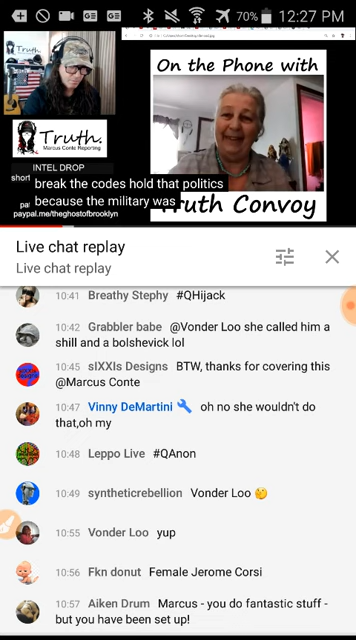 70% 12:27 PM
Truth.
On the Phone with
Truth.
Marcus Conte Reporting
INTEL DROP
short
break the codes hold that politics
because the military was
Truth Convoy
paypal.me/theghostofbrooklyn
Live chat replay
Live chat replay
10:41 Breathy Stephy #QHijack
10:42 Grabbler babe @Vonder Loo she called him a
shill and a bolshevick lol
10:45 sIXXIs Designs BTW, thanks for covering this
@Marcus Conte
10:47 Vinny DeMartini oh no she wouldn't do
that,oh my
10:48 Leppo Live #QAnon
10:49 syntheticrebellion Vonder Loo 🤔
10:55 Vonder Loo yup
10:56 Fkn donut Female Jerome Corsi
10:57 Aiken Drum Marcus - you do fantastic stuff -
but you have been set up!